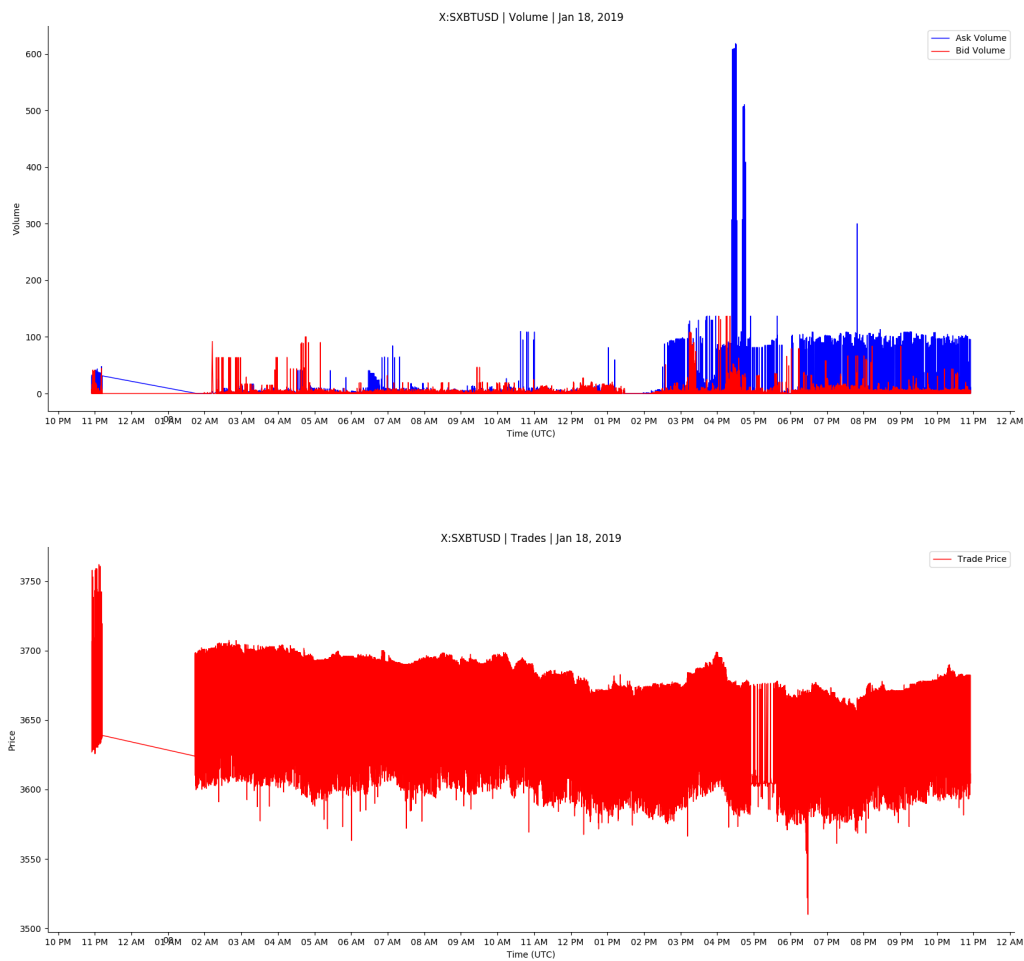 X:SXBTUSD | Volume | Jan 18, 2019
Ask Volume
Bid Volume
600
500
400
300
200
100
0
Volume
10 PM 11 PM 12 AM 01 AM 02 AM 03 AM 04 AM 05 AM 06 AM 07 AM 08 AM 09 AM 10 AM 11 AM 12 PM 01 PM 02 PM 03 PM 04 PM 05 PM 06 PM 07 PM 08 PM 09 PM 10 PM 11 PM 12 AM
Time (UTC)
X:SXBTUSD | Trades | Jan 18, 2019
Trade Price
3750
3700
3650
3600
3550
3500
Price
10 PM 11 PM 12 AM 01 AM 02 AM 03 AM 04 AM 05 AM 06 AM 07 AM 08 AM 09 AM 10 AM 11 AM 12 PM 01 PM 02 PM 03 PM 04 PM 05 PM 06 PM 07 PM 08 PM 09 PM 10 PM 11 PM 12 AM
Time (UTC)